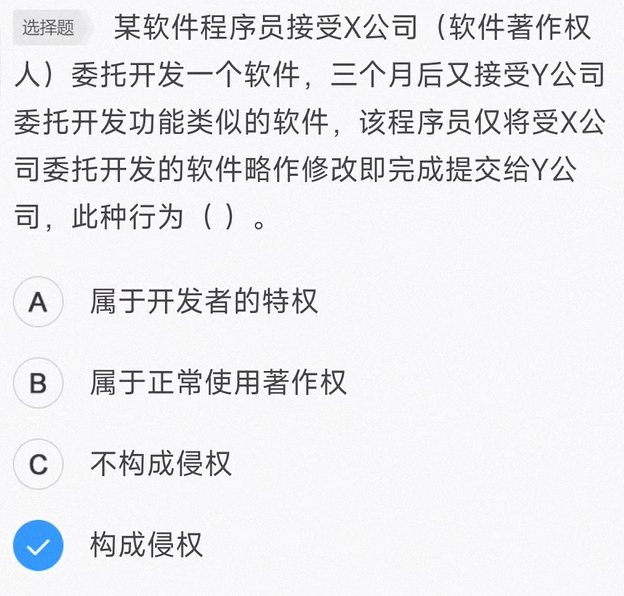 选择题 某软件程序员接受X公司（软件著作权
人）委托开发一个软件，三个月后又接受Y公司
委托开发功能类似的软件，该程序员仅将受X公
司委托开发的软件略作修改即完成提交给Y公
司，此种行为（ ）。
A 属于开发者的特权
B 属于正常使用著作权
C 不构成侵权
构成侵权